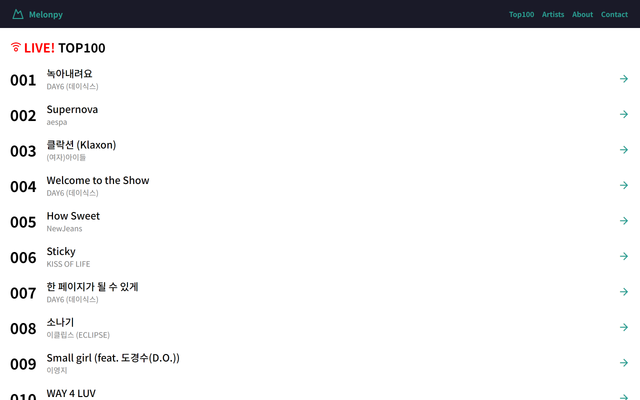 Melonpy
Top100 Artists About Contact
LIVE! TOP100
001 녹아내려요
DAY6 (데이식스)
002 Supernova
aespa
003 클락션 (Klaxon)
(여자)아이들
004 Welcome to the Show
DAY6 (데이식스)
005 How Sweet
NewJeans
006 Sticky
KISS OF LIFE
007 한 페이지가 될 수 있게
DAY6 (데이식스)
008 소나기
이클립스 (ECLIPSE)
009 Small girl (feat. 도경수(D.O.))
이영지
010 WAY 4 LUV